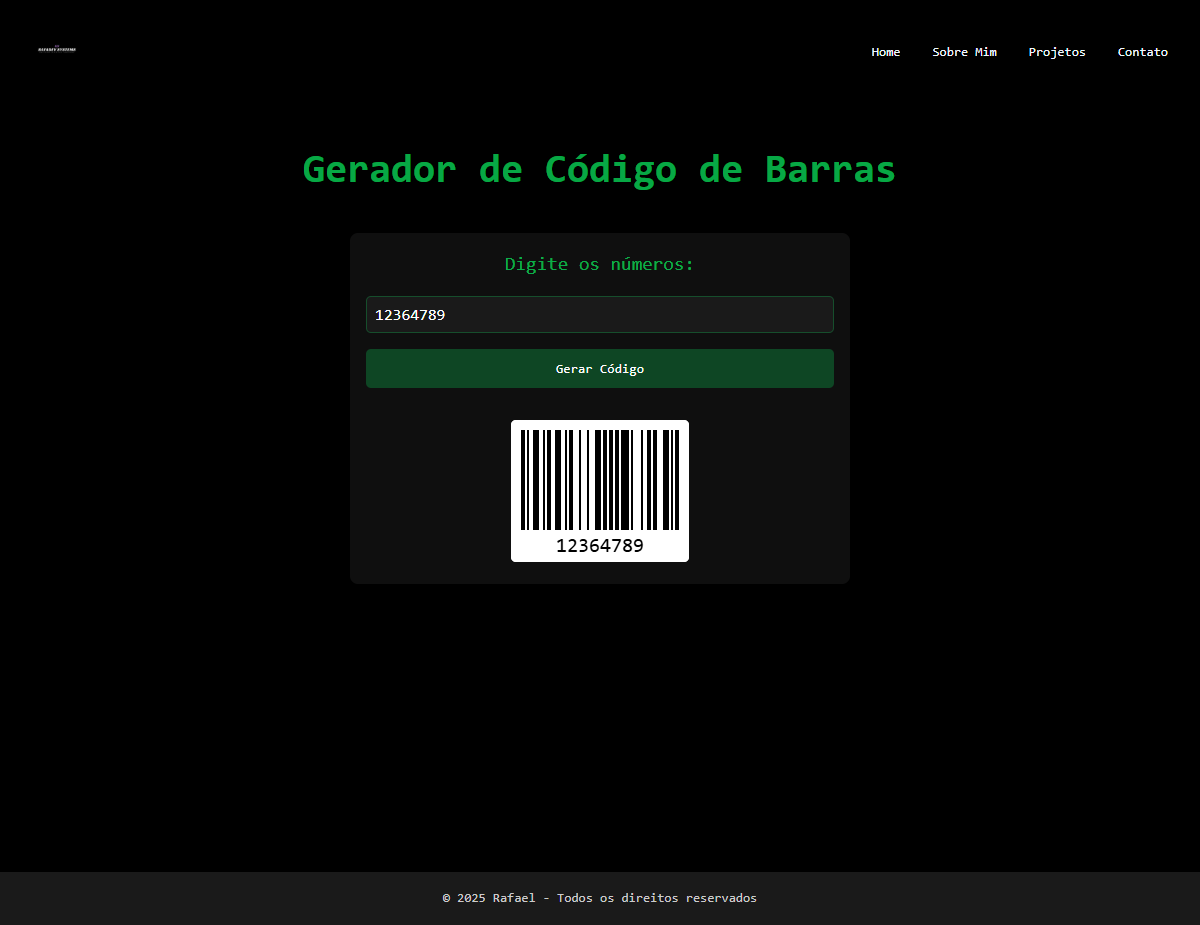 Home Sobre Mim Projetos Contato
Gerador de Código de Barras
Digite os números:
12364789
Gerar Código
12364789
© 2025 Rafael - Todos os direitos reservados